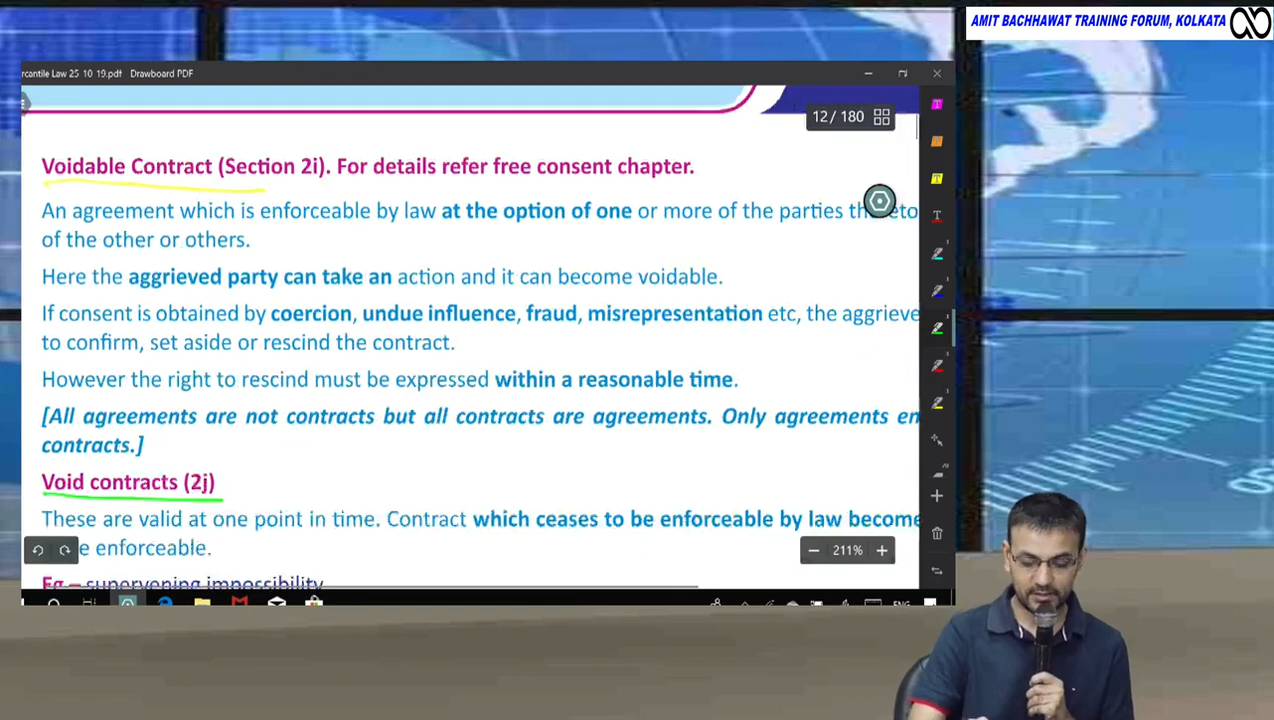 AMIT BACHHAWAT TRAINING FORUM, KOLKATA
rcantile Law 25 10 19.pdf Drawboard PDF
12 / 180
Voidable Contract (Section 2i). For details refer free consent chapter.
An agreement which is enforceable by law at the option of one or more of the parties
of the other or others.
Here the aggrieved party can take an action and it can become voidable.
If consent is obtained by coercion, undue influence, fraud, misrepresentation etc, the aggrieve
to confirm, set aside or rescind the contract.
However the right to rescind must be expressed within a reasonable time.
[All agreements are not contracts but all contracts are agreements. Only agreements en
contracts.]
Void contracts (2j)
These are valid at one point in time. Contract which ceases to be enforceable by law become
e enforceable.
211%
Eg – supervening impossibility
ENG